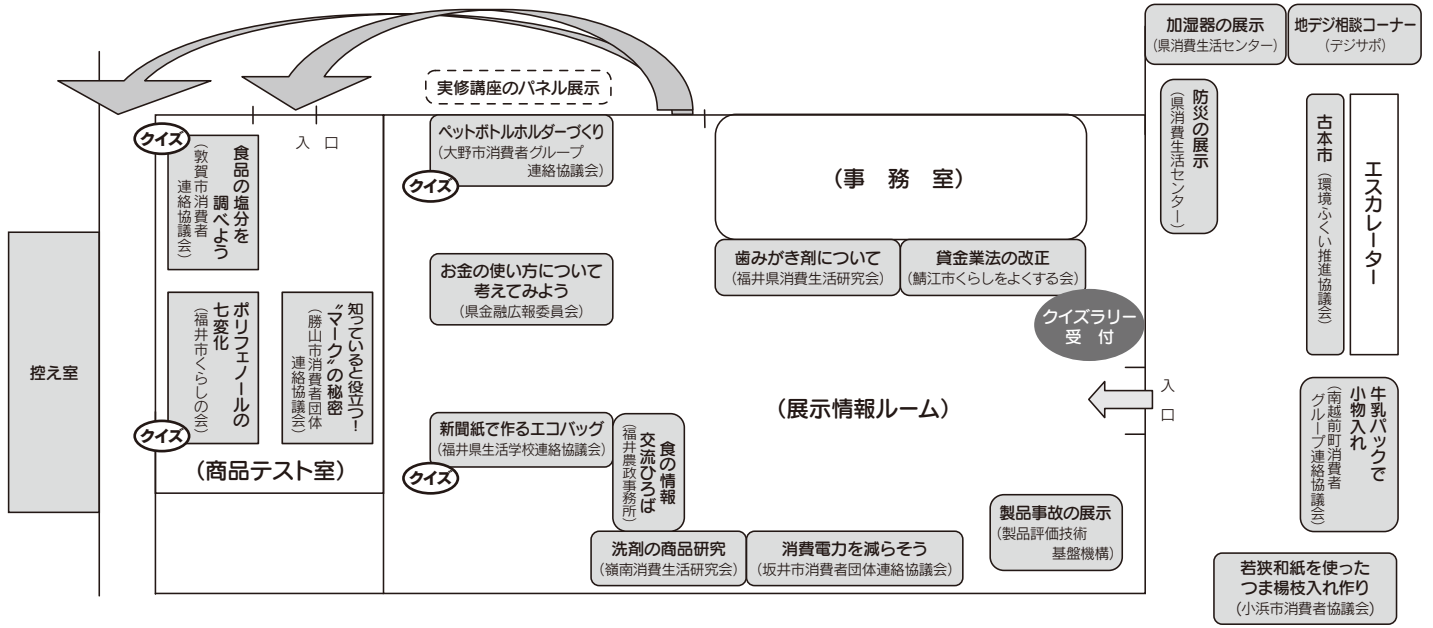 加湿器の展示
(県消費生活センター)
地デジ相談コーナー
(デジサポ)
実修講座のパネル展示
クイズ
食品の塩分を
調べよう
(敦賀市消費者
連絡協議会)
入口
ペットボトルホルダーづくり
(大野市消費者グループ
連絡協議会)
クイズ
(事務室)
防災の展示
(県消費生活センター)
古本市(環境ふくい推進協議会)
エスカレーター
お金の使い方について
考えてみよう
(県金融広報委員会)
歯みがき剤について
(福井県消費生活研究会)
貸金業法の改正
(鯖江市くらしをよくする会)
クイズラリー
受付
控え室
ポリフェノールの
七変化
(福井市くらしの会)
クイズ
知っていると役立つ!
〝マーク〞の秘密
(勝山市消費者団体
連絡協議会)
(商品テスト室)
(展示情報ルーム)
入
口
新聞紙で作るエコバッグ
(福井県生活学校連絡協議会)
クイズ
食の情報
交流ひろば
(福井農政事務所)
牛乳パックで
小物入れ
(南越前町消費者
グループ連絡協議会)
製品事故の展示
(製品評価技術
基盤機構)
洗剤の商品研究
(嶺南消費生活研究会)
消費電力を減らそう
(坂井市消費者団体連絡協議会)
若狭和紙を使った
つま楊枝入れ作り
(小浜市消費者協議会)